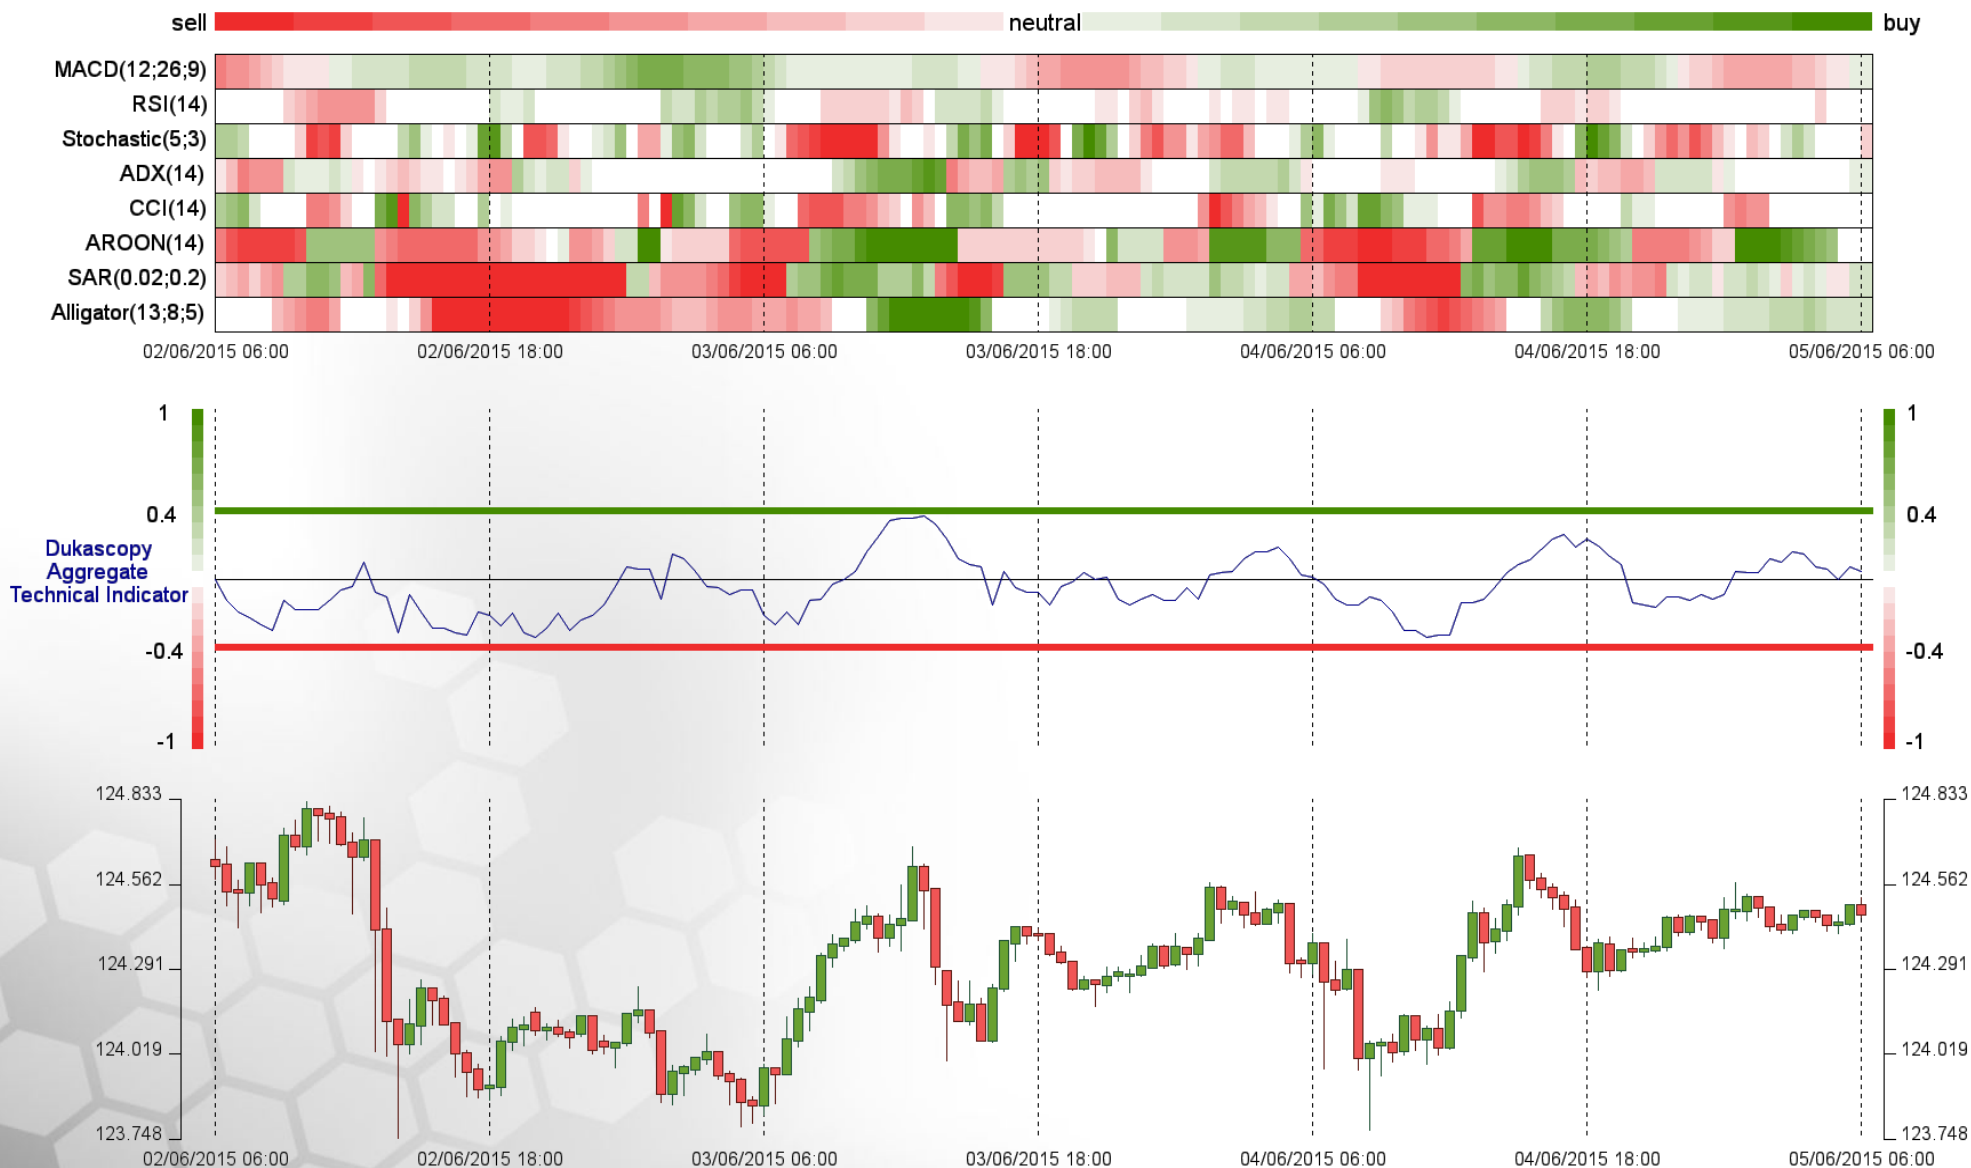 sell neutral buy
MACD(12;26;9)
RSI(14)
Stochastic(5;3)
ADX(14)
CCI(14)
AROON(14)
SAR(0.02;0.2)
Alligator(13;8;5)
02/06/2015 06:00 02/06/2015 18:00 03/06/2015 06:00 03/06/2015 18:00 04/06/2015 06:00 04/06/2015 18:00 05/06/2015 06:00
1 1
0.4 0.4
Dukascopy
Aggregate
Technical Indicator
-0.4 -0.4
-1 -1
124.833 124.833
124.562 124.562
124.291 124.291
124.019 124.019
123.748 123.748
02/06/2015 06:00 02/06/2015 18:00 03/06/2015 06:00 03/06/2015 18:00 04/06/2015 06:00 04/06/2015 18:00 05/06/2015 06:00